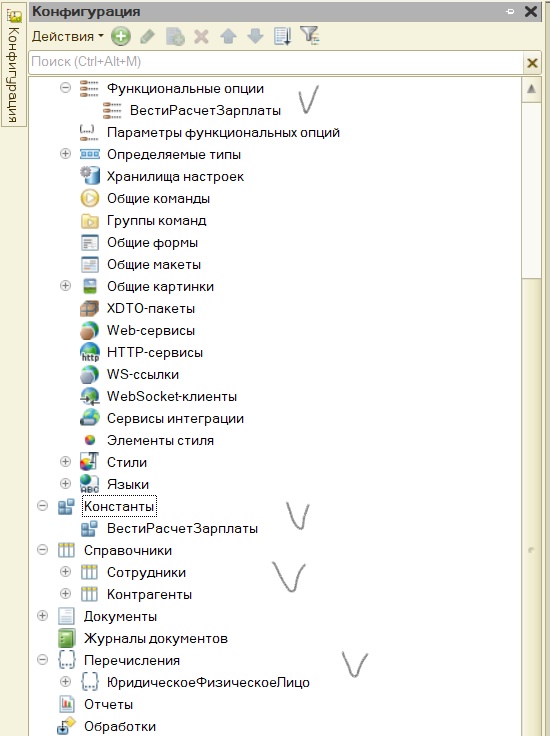 Конфигурация
Конфигурация
Действия
Поиск (Ctrl+Alt+M)
Функциональные опции
ВестиРасчетЗарплаты
Параметры функциональных опций
Определяемые типы
Хранилища настроек
Общие команды
Группы команд
Общие формы
Общие макеты
Общие картинки
XDTO-пакеты
Web-сервисы
http
HTTP-сервисы
WS-ссылки
WebSocket-клиенты
Сервисы интеграции
Элементы стиля
Стили
ABC
Языки
Константы
ВестиРасчетЗарплаты
Справочники
Сотрудники
Контрагенты
Документы
Журналы документов
Перечисления
ЮридическоеФизическоеЛицо
Отчеты
Обработки